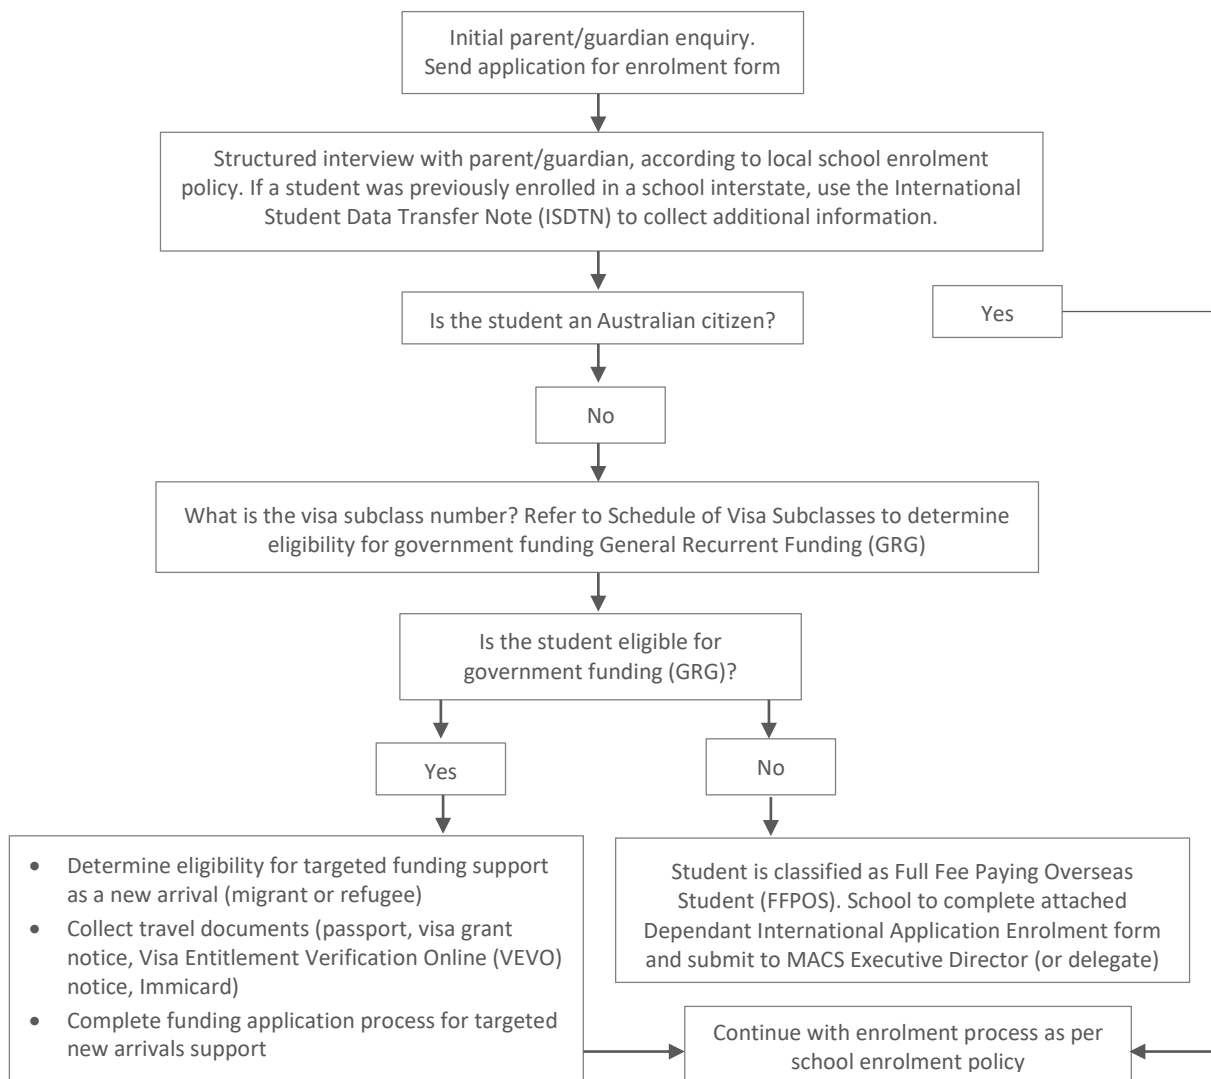 Initial parent/guardian enquiry.
Send application for enrolment form
Structured interview with parent/guardian, according to local school enrolment
policy. If a student was previously enrolled in a school interstate, use the International
Student Data Transfer Note (ISDTN) to collect additional information.
Is the student an Australian citizen?
Yes
No
What is the visa subclass number? Refer to Schedule of Visa Subclasses to determine
eligibility for government funding General Recurrent Funding (GRG)
Is the student eligible for
government funding (GRG)?
Yes
No
• Determine eligibility for targeted funding support
as a new arrival (migrant or refugee)
• Collect travel documents (passport, visa grant
notice, Visa Entitlement Verification Online (VEVO)
notice, Immicard)
• Complete funding application process for targeted
new arrivals support
Student is classified as Full Fee Paying Overseas
Student (FFPOS). School to complete attached
Dependant International Application Enrolment form
and submit to MACS Executive Director (or delegate)
Continue with enrolment process as per
school enrolment policy